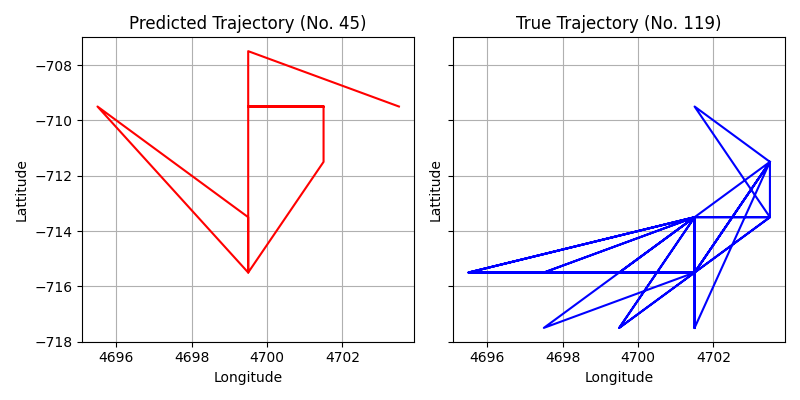 Predicted Trajectory (No. 45)
True Trajectory (No. 119)
−708
−710
−712
−714
−716
−718
Lattitude
Lattitude
4696
4698
4700
4702
4696
4698
4700
4702
Longitude
Longitude